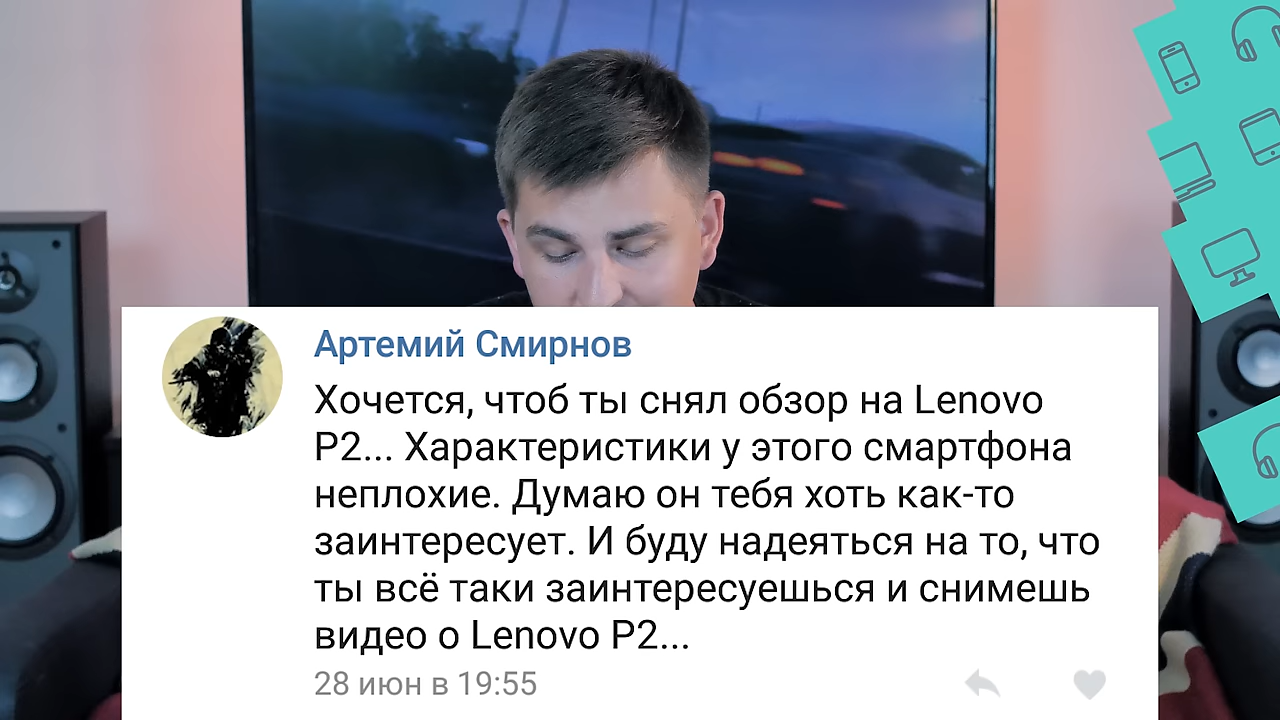 Артемий Смирнов
Хочется, чтоб ты снял обзор на Lenovo
P2... Характеристики у этого смартфона
неплохие. Думаю он тебя хоть как-то
заинтересует. И буду надеяться на то, что
ты всё таки заинтересуешься и снимешь
видео о Lenovo P2...
28 июн в 19:55